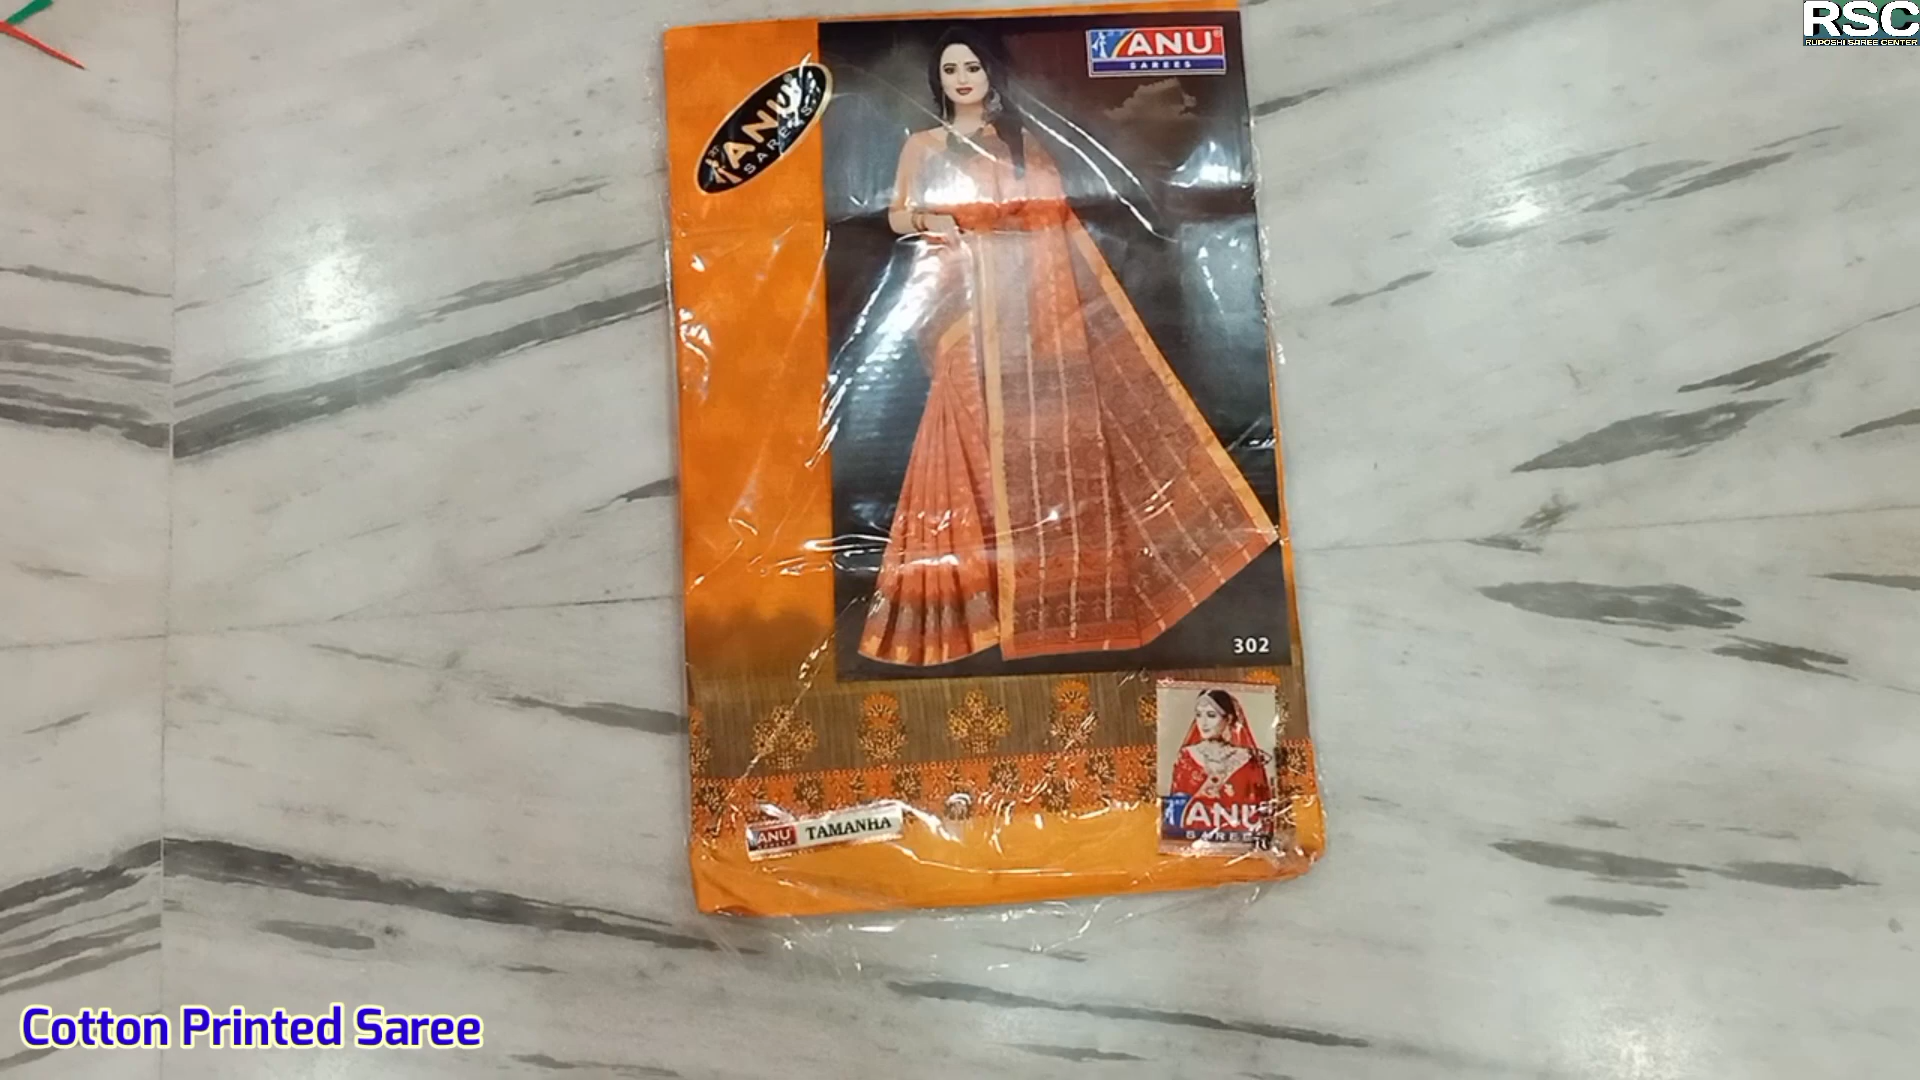 RSC
RUPOSHI SAREE CENTER
ANU®
SAREES
ANU®
SAREES
302
ANU
TAMANHA
ANU
SAREES
Cotton Printed Saree